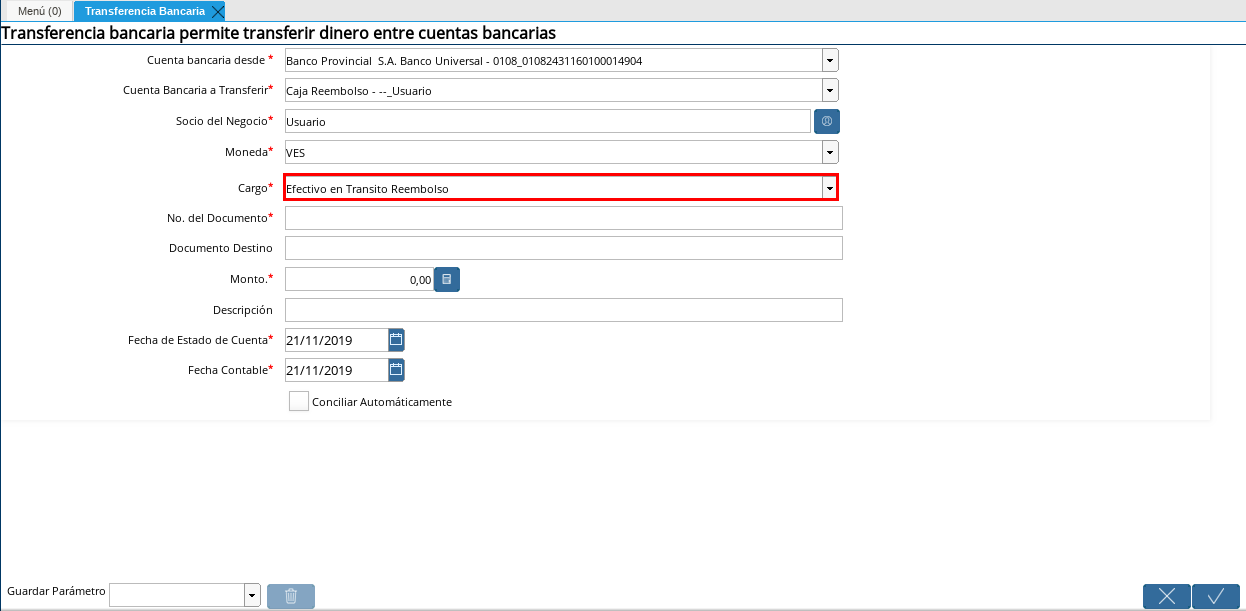 Menú (0) Transferencia Bancaria
Transferencia bancaria permite transferir dinero entre cuentas bancarias
Cuenta bancaria desde * Banco Provincial S.A. Banco Universal - 0108_01082431160100014904
Cuenta Bancaria a Transferir* Caja Reembolso - --_Usuario
Socio del Negocio* Usuario
Moneda* VES
Cargo* Efectivo en Transito Reembolso
No. del Documento*
Documento Destino
Monto.* 0,00
Descripción
Fecha de Estado de Cuenta* 21/11/2019
Fecha Contable* 21/11/2019
Conciliar Automáticamente
Guardar Parámetro